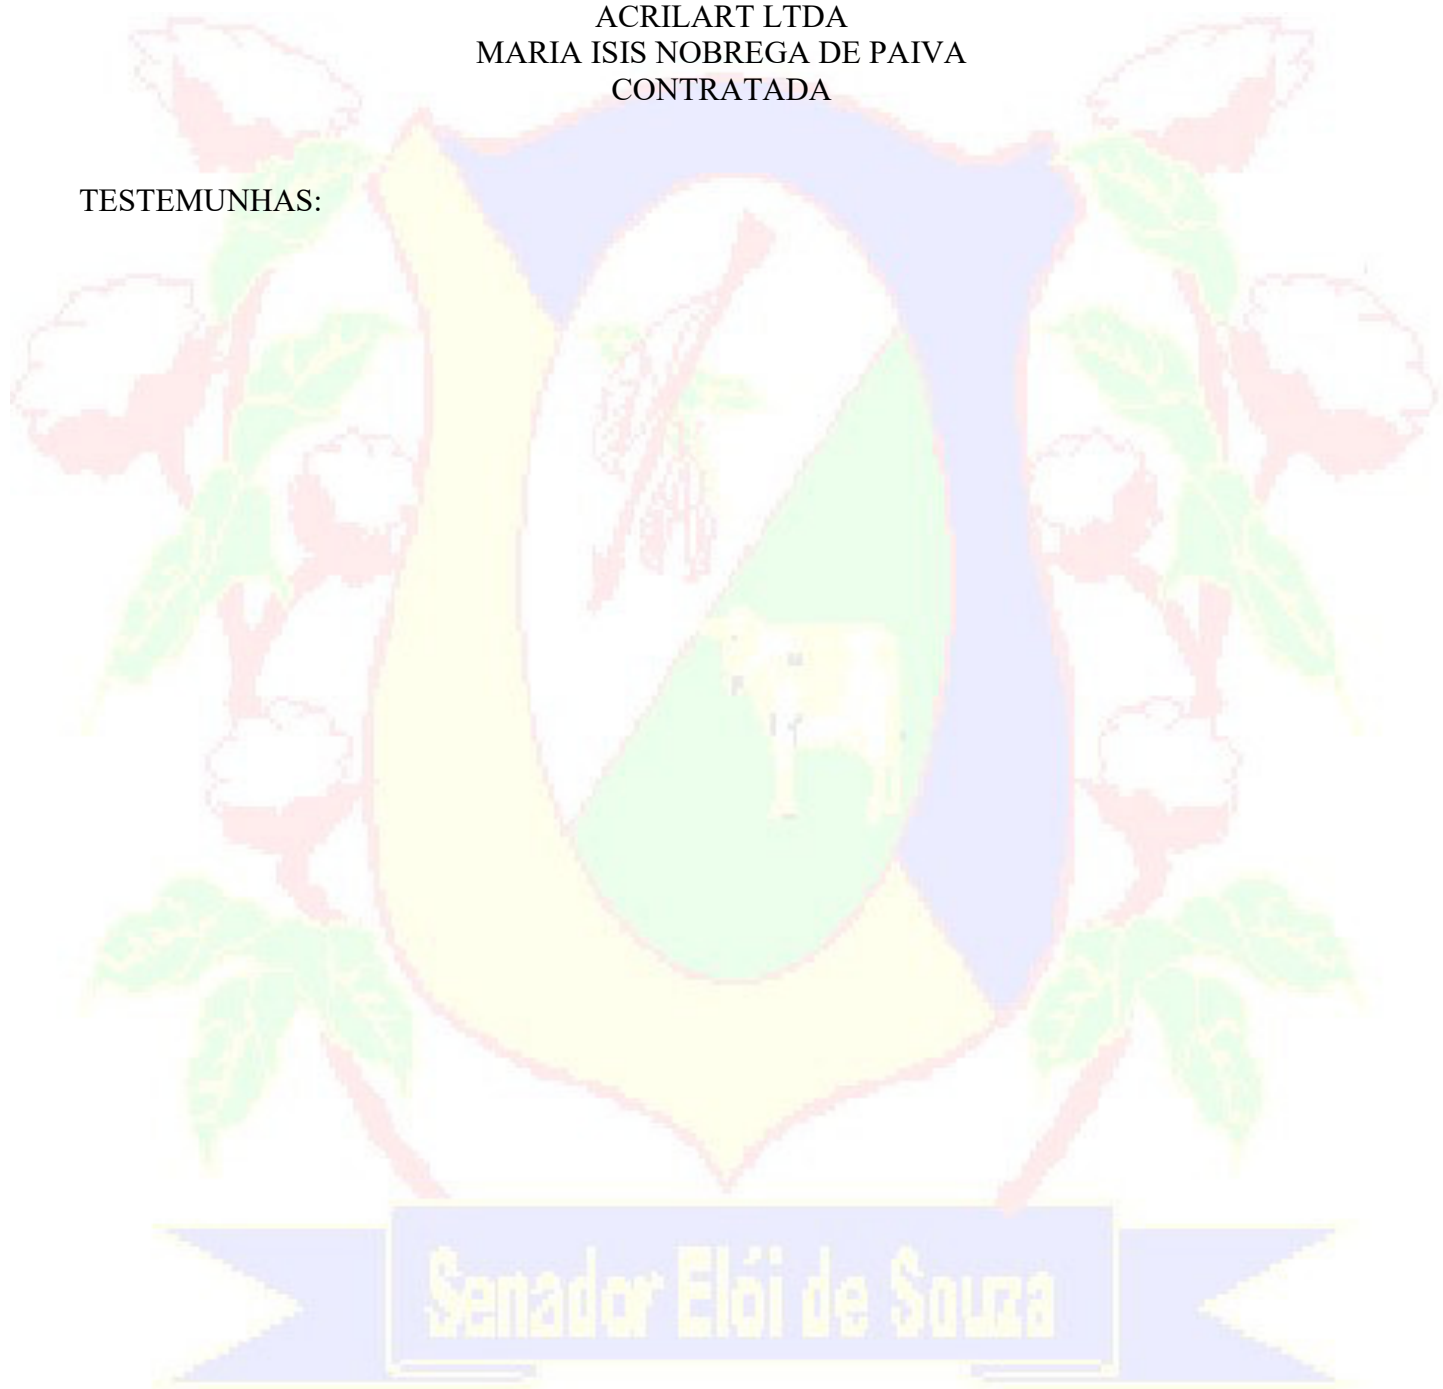 ACRILART LTDA
MARIA ISIS NOBREGA DE PAIVA
CONTRATADA
TESTEMUNHAS:
Senador Elói de Souza